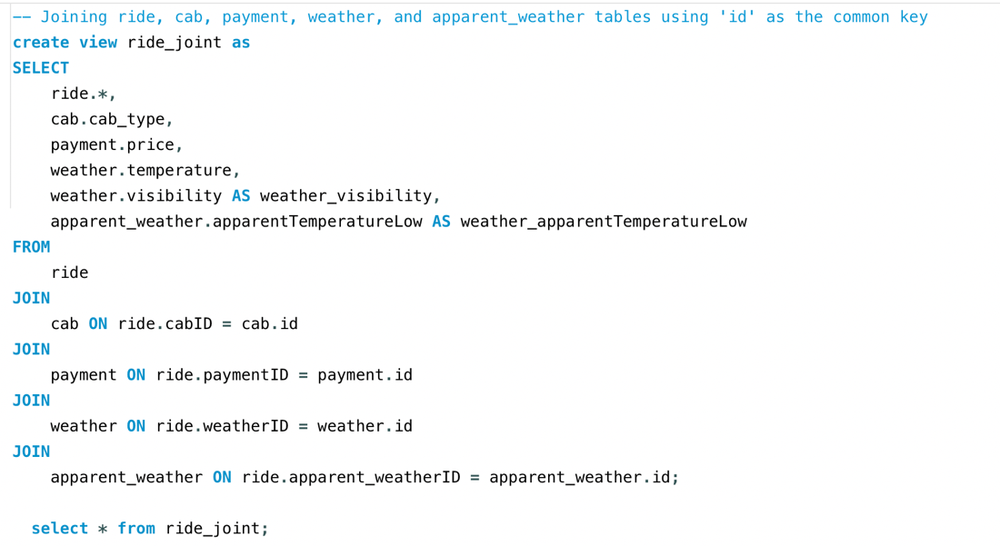 -- Joining ride, cab, payment, weather, and apparent_weather tables using 'id' as the common key
create view ride_joint as
SELECT
    ride.*,
    cab.cab_type,
    payment.price,
    weather.temperature,
    weather.visibility AS weather_visibility,
    apparent_weather.apparentTemperatureLow AS weather_apparentTemperatureLow
FROM
    ride
JOIN
    cab ON ride.cabID = cab.id
JOIN
    payment ON ride.paymentID = payment.id
JOIN
    weather ON ride.weatherID = weather.id
JOIN
    apparent_weather ON ride.apparent_weatherID = apparent_weather.id;

  select * from ride_joint;